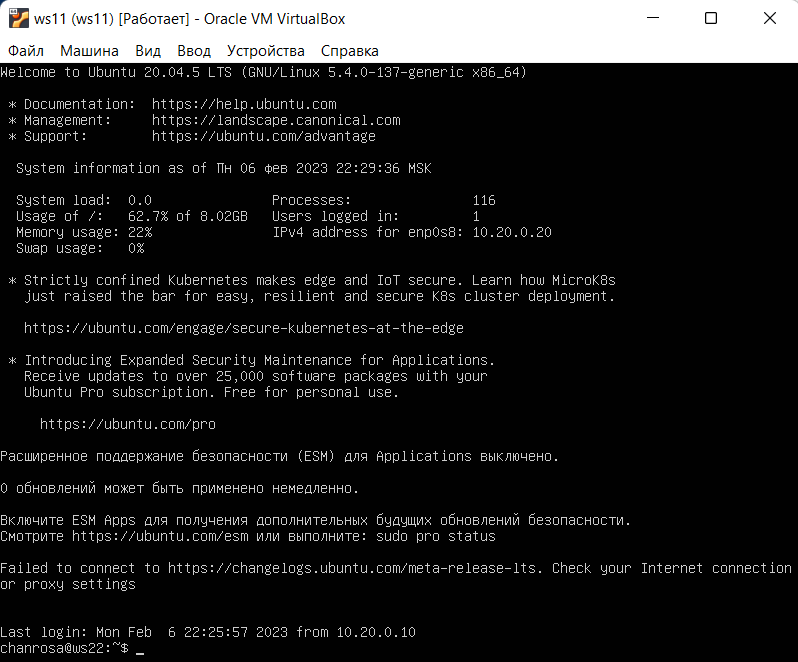 ws11 (ws11) [Работает] - Oracle VM VirtualBox
Файл Машина Вид Ввод Устройства Справка
Welcome to Ubuntu 20.04.5 LTS (GNU/Linux 5.4.0-137-generic x86_64)
* Documentation: https://help.ubuntu.com
* Management: https://landscape.canonical.com
* Support: https://ubuntu.com/advantage
System information as of Пн 06 фев 2023 22:29:36 MSK
System load: 0.0 Processes: 116
Usage of /: 62.7% of 8.02GB Users logged in: 1
Memory usage: 22% IPv4 address for enp0s8: 10.20.0.20
Swap usage: 0%
* Strictly confined Kubernetes makes edge and IoT secure. Learn how MicroK8s
just raised the bar for easy, resilient and secure K8s cluster deployment.
https://ubuntu.com/engage/secure-kubernetes-at-the-edge
* Introducing Expanded Security Maintenance for Applications.
Receive updates to over 25,000 software packages with your
Ubuntu Pro subscription. Free for personal use.
https://ubuntu.com/pro
Расширенное поддержание безопасности (ESM) для Applications выключено.
0 обновлений может быть применено немедленно.
Включите ESM Apps для получения дополнительных будущих обновлений безопасности.
Смотрите https://ubuntu.com/esm или выполните: sudo pro status
Failed to connect to https://changelogs.ubuntu.com/meta-release-lts. Check your Internet connection
or proxy settings
Last login: Mon Feb  6 22:25:57 2023 from 10.20.0.10
chanrosa@ws22:~$ _